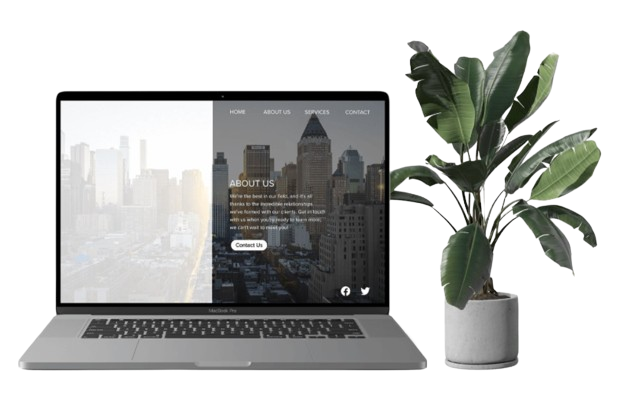 HOME ABOUT US SERVICES CONTACT
ABOUT US
We're the best in our field, and it's all
thanks to the incredible relationships
we've formed with our clients. Get in touch
with us when you're ready to learn more;
we can't wait to meet you!
Contact Us
MacBook Pro